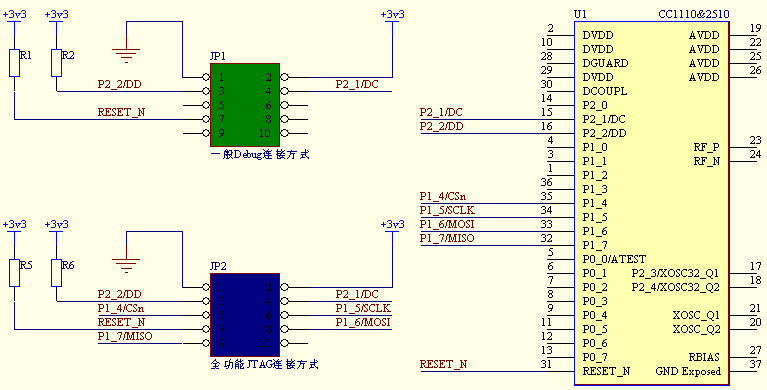 +3v3 +3v3 +3v3
R1 R2
JP1
1 2
P2_2/DD 3 4 P2_1/DC
5 6
RESET_N 7 8
9 10
一般Debug连接方式
+3v3 +3v3 +3v3
R5 R6
JP2
1 2
P2_2/DD 3 4 P2_1/DC
P1_4/CSn 5 6 P1_5/SCLK
RESET_N 7 8 P1_6/MOSI
P1_7/MISO 9 10
全功能JTAG连接方式
U1 CC1110&2510
2 DVDD AVDD 19
10 DVDD AVDD 22
28 DGUARD AVDD 25
29 DVDD AVDD 26
30 DCOUPL
14 P2_0
P2_1/DC 15 P2_1/DC
P2_2/DD 16 P2_2/DD
4 P1_0 RF_P 23
3 P1_1 RF_N 24
1 P1_2
36 P1_3
P1_4/CSn 35 P1_4
P1_5/SCLK 34 P1_5
P1_6/MOSI 33 P1_6
P1_7/MISO 32 P1_7
5 P0_0/ATEST
6 P0_1 P2_3/XOSC32_Q1 17
7 P0_2 P2_4/XOSC32_Q2 18
8 P0_3
9 P0_4 XOSC_Q1 21
11 P0_5 XOSC_Q2 20
12 P0_6
13 P0_7 RBIAS 27
RESET_N 31 RESET_N GND Exposed 37